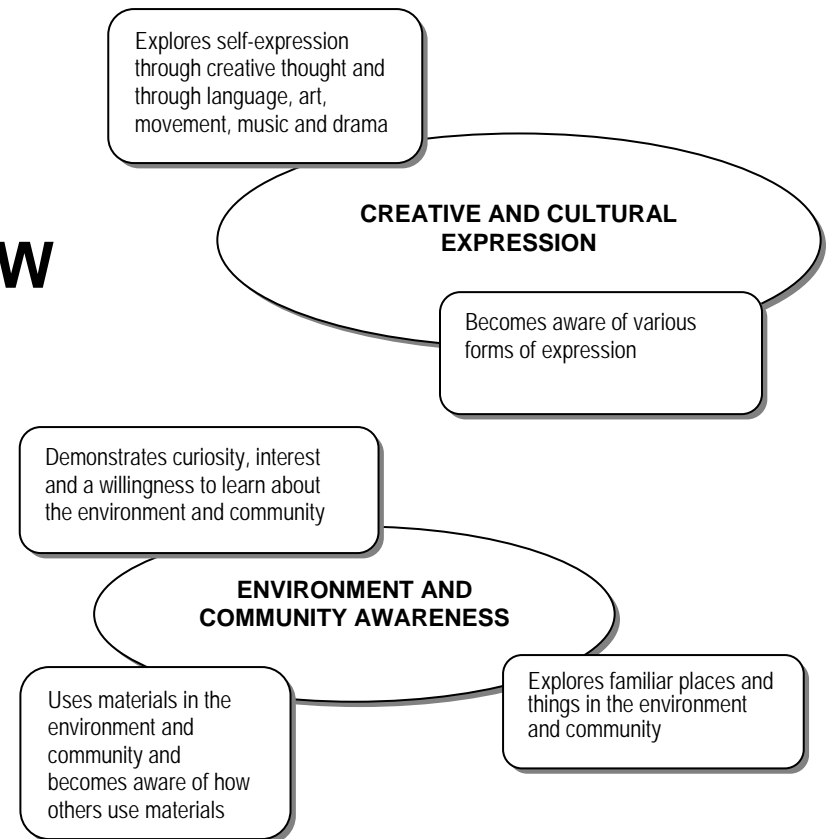 Explores self-expression
through creative thought and
through language, art,
movement, music and drama
CREATIVE AND CULTURAL
EXPRESSION
W
Becomes aware of various
forms of expression
Demonstrates curiosity, interest
and a willingness to learn about
the environment and community
ENVIRONMENT AND
COMMUNITY AWARENESS
Uses materials in the
environment and
community and
becomes aware of how
others use materials
Explores familiar places and
things in the environment
and community